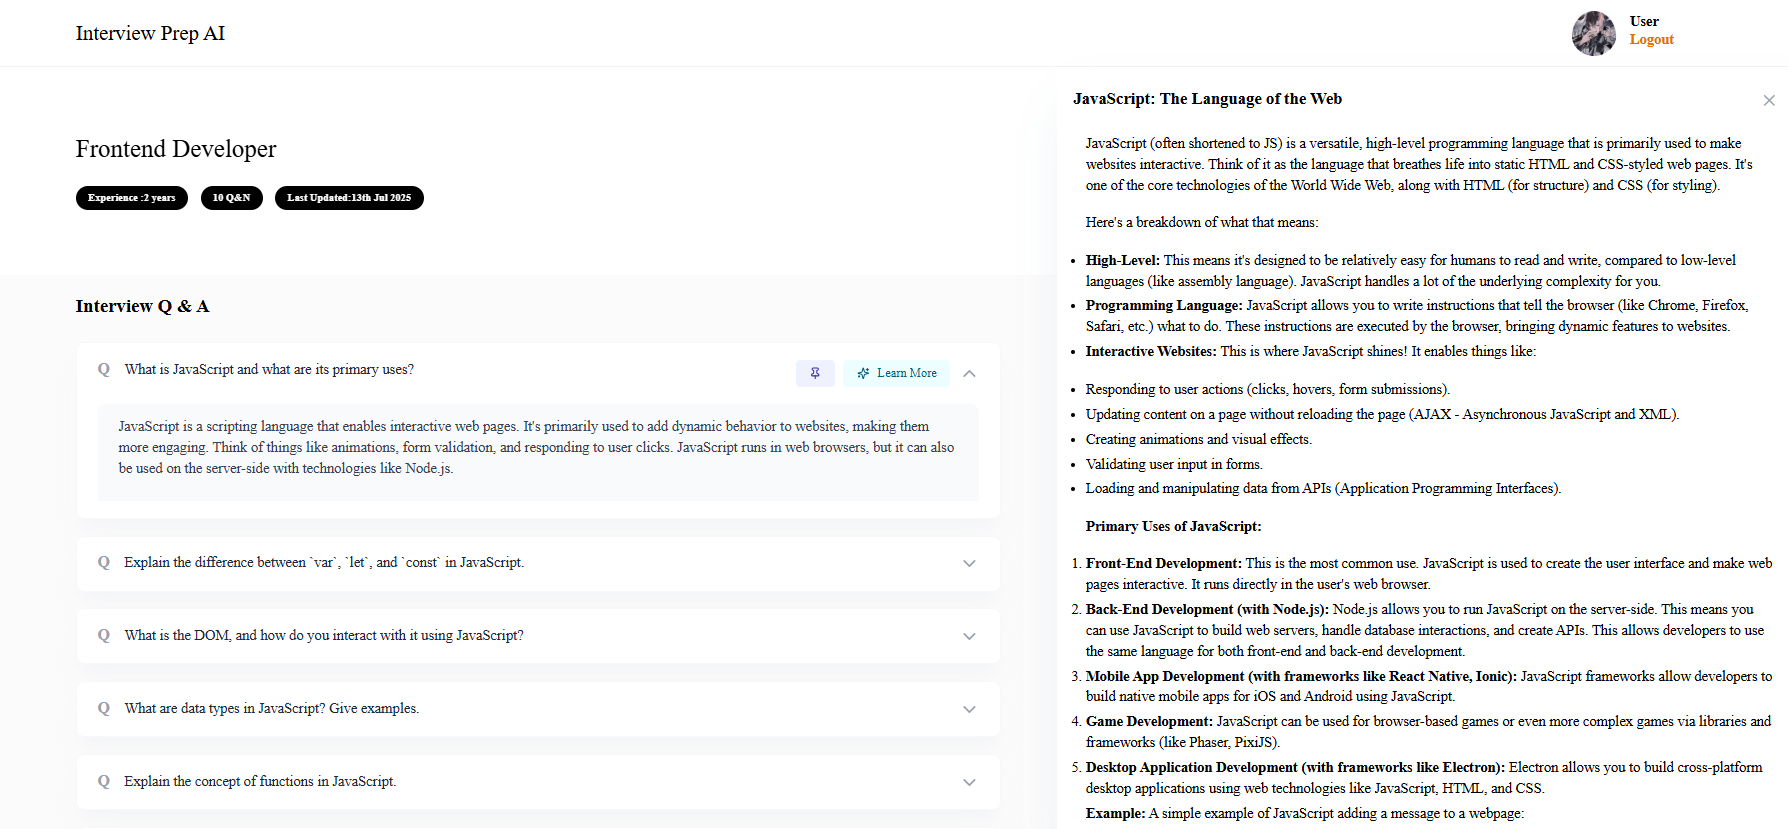 Interview Prep AI
User
Logout
Frontend Developer
Experience :2 years
10 Q&N
Last Updated:13th Jul 2025
Interview Q & A
Q What is JavaScript and what are its primary uses?
Learn More
JavaScript is a scripting language that enables interactive web pages. It's primarily used to add dynamic behavior to websites, making them
more engaging. Think of things like animations, form validation, and responding to user clicks. JavaScript runs in web browsers, but it can also
be used on the server-side with technologies like Node.js.
Q Explain the difference between `var`, `let`, and `const` in JavaScript.
Q What is the DOM, and how do you interact with it using JavaScript?
Q What are data types in JavaScript? Give examples.
Q Explain the concept of functions in JavaScript.
JavaScript: The Language of the Web
JavaScript (often shortened to JS) is a versatile, high-level programming language that is primarily used to make
websites interactive. Think of it as the language that breathes life into static HTML and CSS-styled web pages. It's
one of the core technologies of the World Wide Web, along with HTML (for structure) and CSS (for styling).
Here's a breakdown of what that means:
• High-Level: This means it's designed to be relatively easy for humans to read and write, compared to low-level
languages (like assembly language). JavaScript handles a lot of the underlying complexity for you.
• Programming Language: JavaScript allows you to write instructions that tell the browser (like Chrome, Firefox,
Safari, etc.) what to do. These instructions are executed by the browser, bringing dynamic features to websites.
• Interactive Websites: This is where JavaScript shines! It enables things like:
• Responding to user actions (clicks, hovers, form submissions).
• Updating content on a page without reloading the page (AJAX - Asynchronous JavaScript and XML).
• Creating animations and visual effects.
• Validating user input in forms.
• Loading and manipulating data from APIs (Application Programming Interfaces).
Primary Uses of JavaScript:
1. Front-End Development: This is the most common use. JavaScript is used to create the user interface and make web
pages interactive. It runs directly in the user's web browser.
2. Back-End Development (with Node.js): Node.js allows you to run JavaScript on the server-side. This means you
can use JavaScript to build web servers, handle database interactions, and create APIs. This allows developers to use
the same language for both front-end and back-end development.
3. Mobile App Development (with frameworks like React Native, Ionic): JavaScript frameworks allow developers to
build native mobile apps for iOS and Android using JavaScript.
4. Game Development: JavaScript can be used for browser-based games or even more complex games via libraries and
frameworks (like Phaser, PixiJS).
5. Desktop Application Development (with frameworks like Electron): Electron allows you to build cross-platform
desktop applications using web technologies like JavaScript, HTML, and CSS.
Example: A simple example of JavaScript adding a message to a webpage: